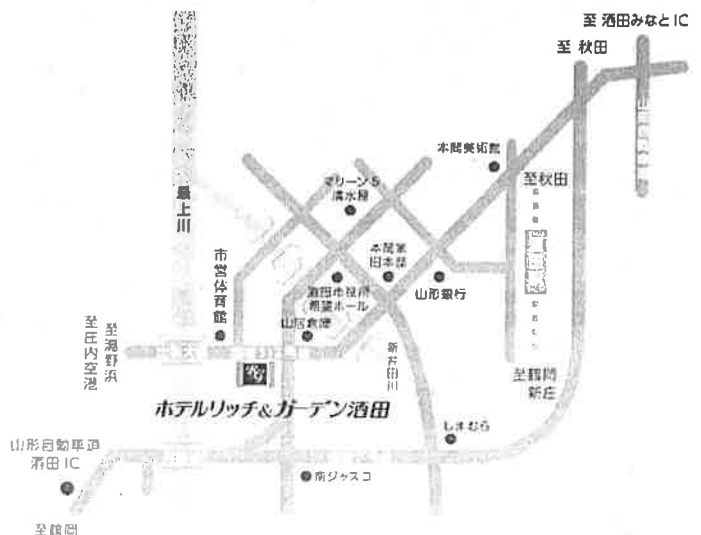 至 酒田みなとIC
至 秋田
本間美術館
至秋田
マリーン5
清水屋
最上川
市営体育館
本間家
旧本邸
酒田市役所
希望ホール
山形銀行
山居倉庫
至湯野浜
至庄内空港
新井田川
至鶴岡
新庄
ホテルリッチ&ガーデン酒田
しまむら
山形自動車道
酒田IC
南ジャスコ
至鶴岡